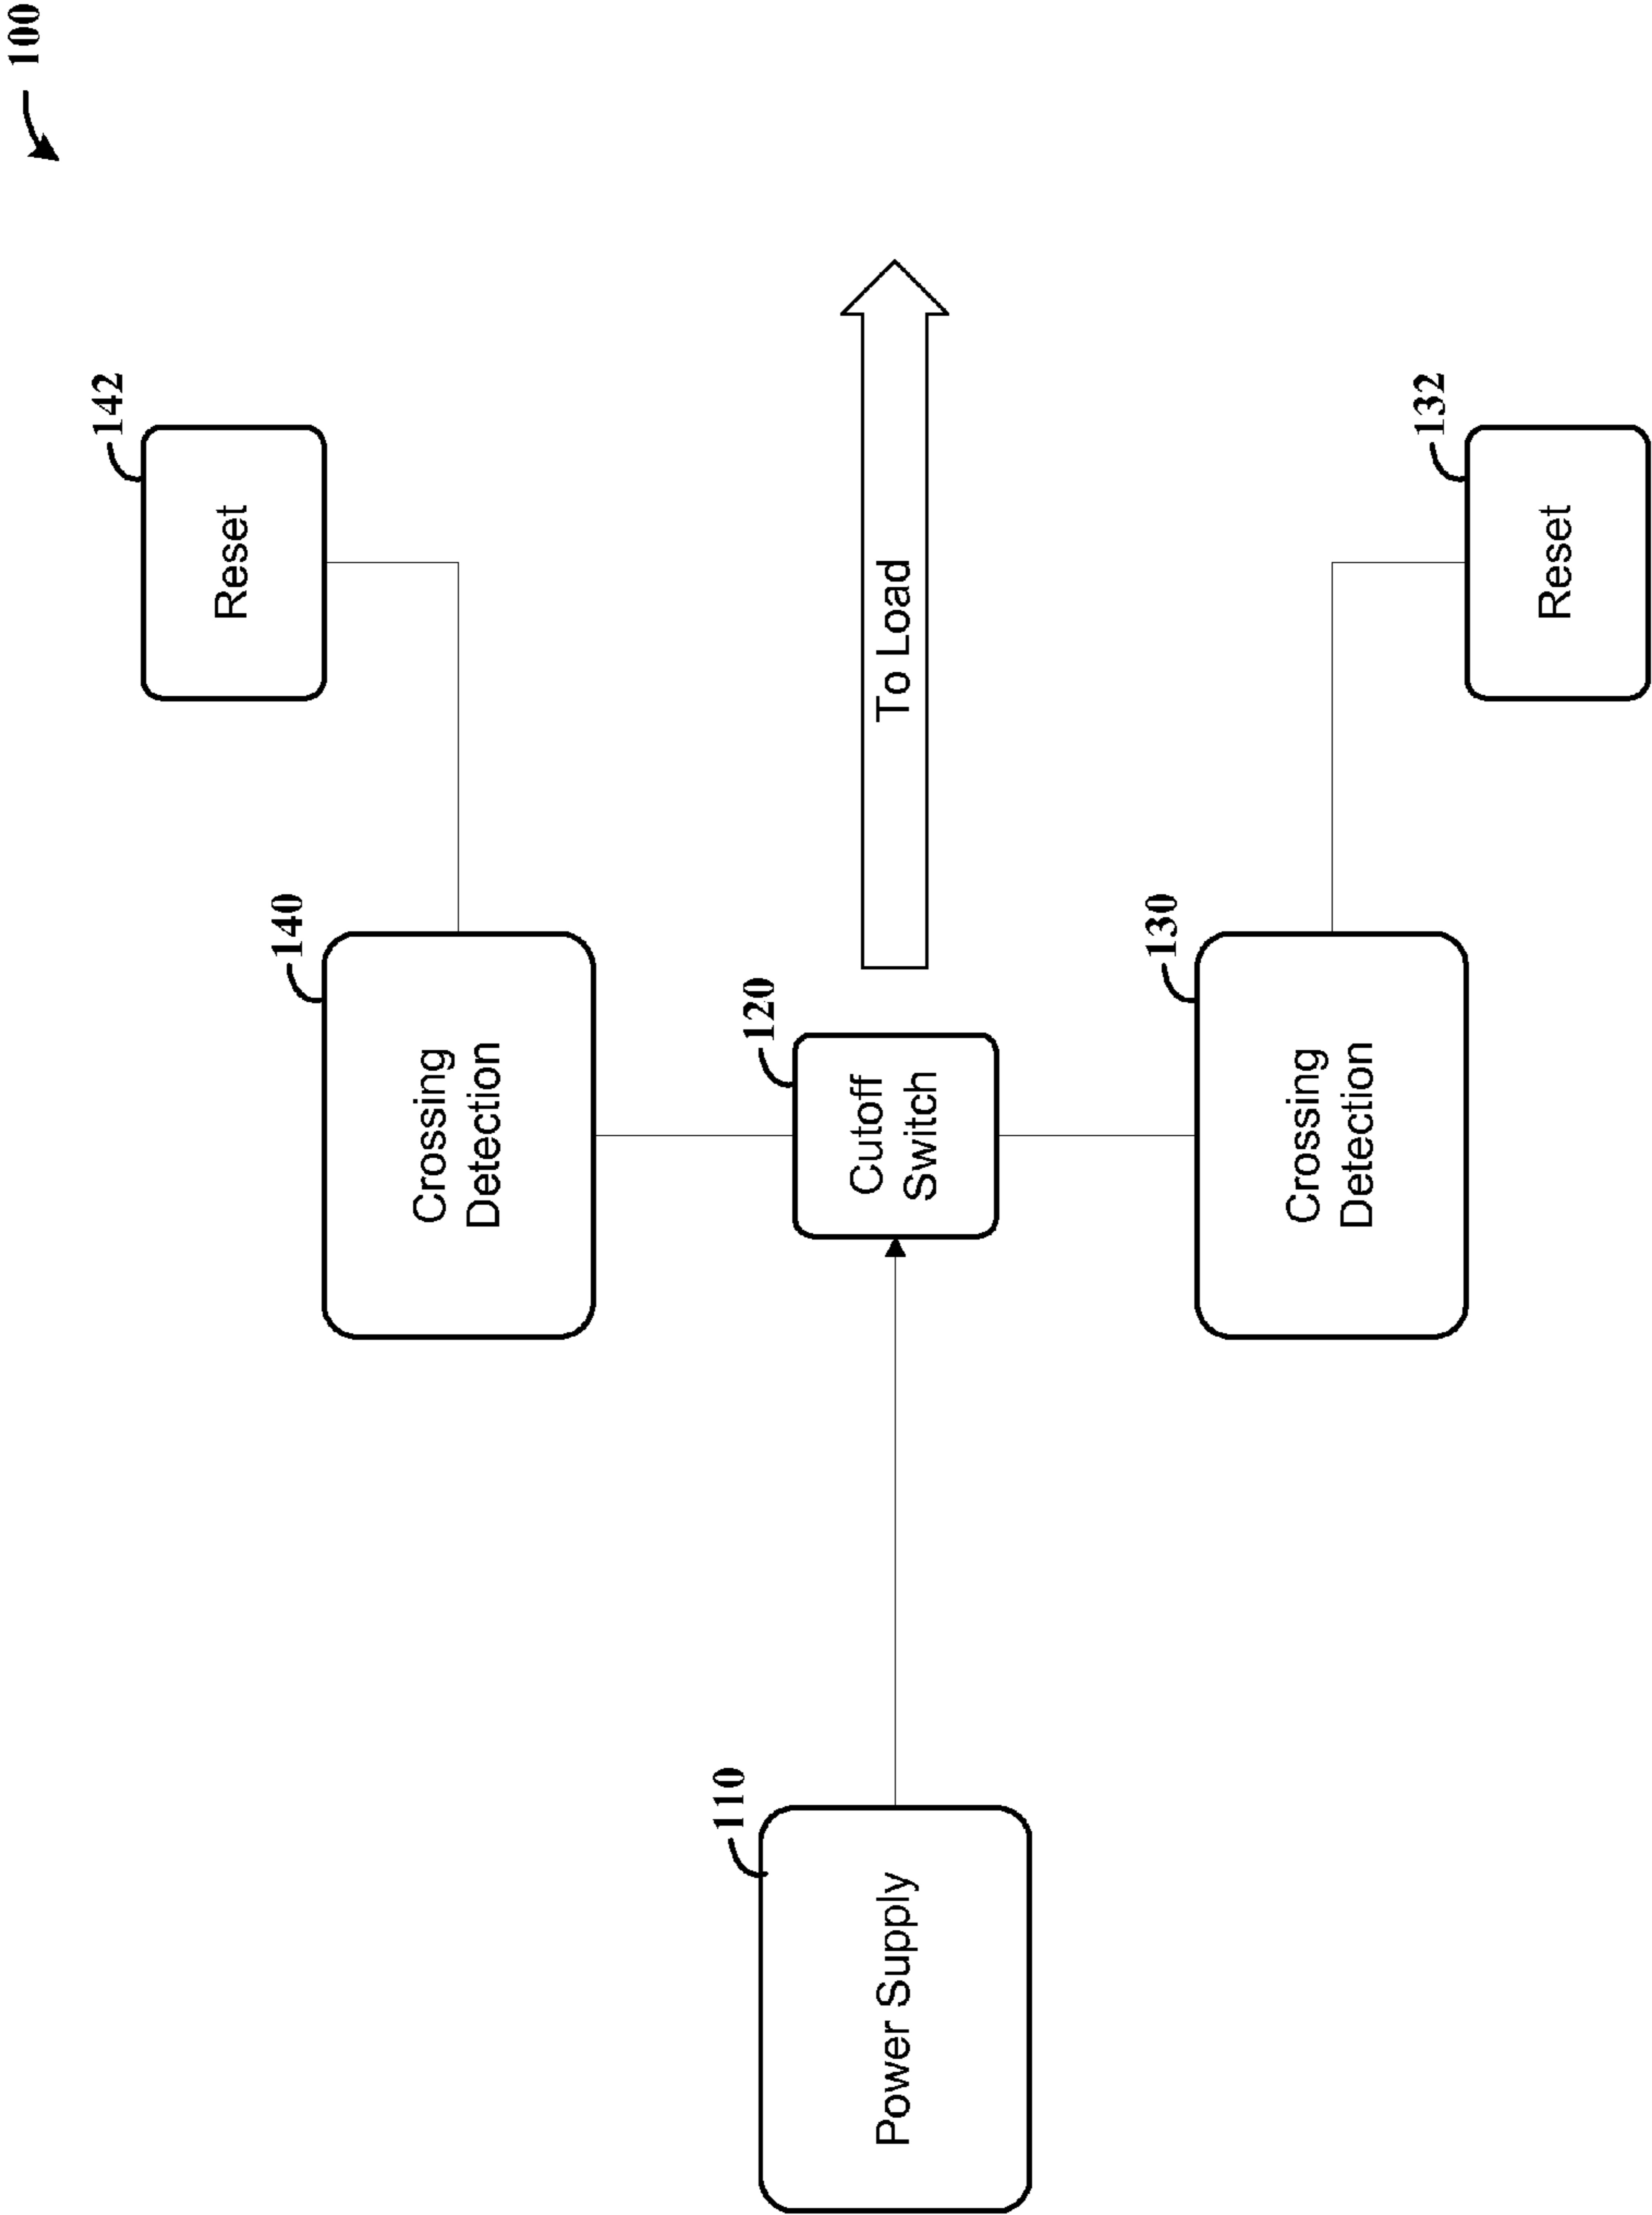 100
142
Reset
140
Crossing
Detection
110
Power Supply
120
Cutoff
Switch
To Load
130
Crossing
Detection
132
Reset